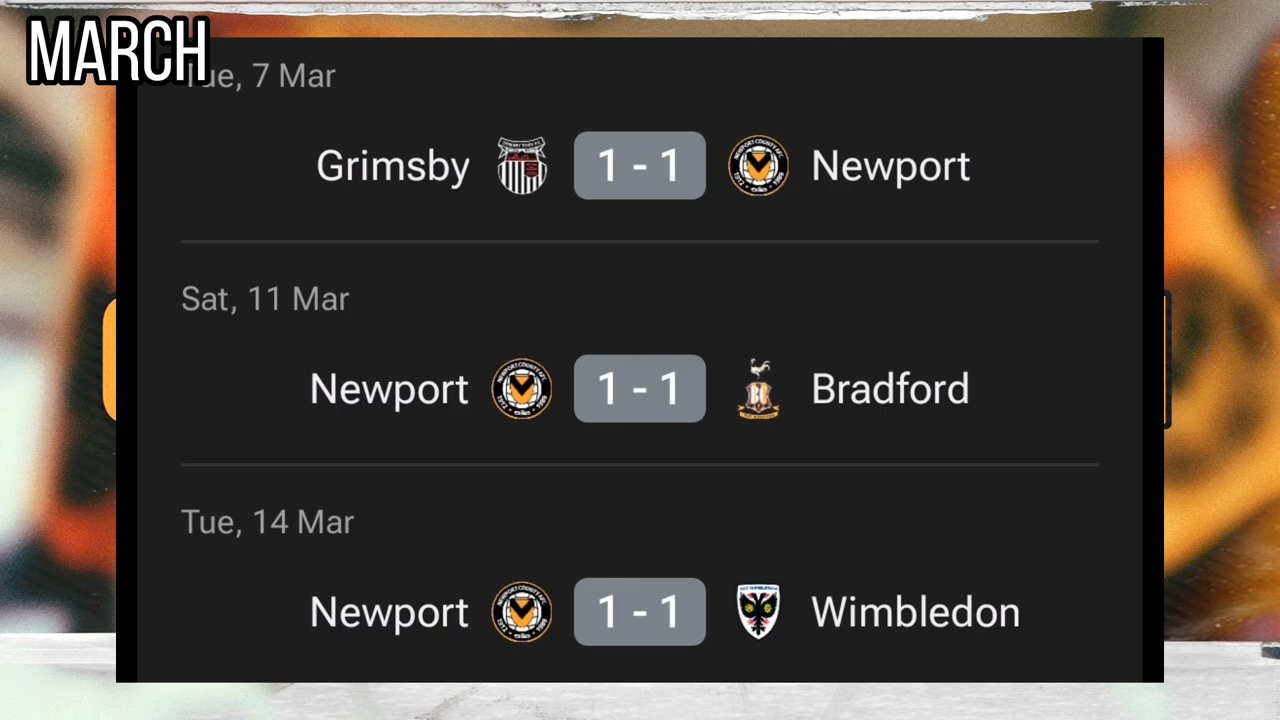 MARCH
Tue, 7 Mar
Grimsby 1 - 1 Newport
Sat, 11 Mar
Newport 1 - 1 Bradford
Tue, 14 Mar
Newport 1 - 1 Wimbledon